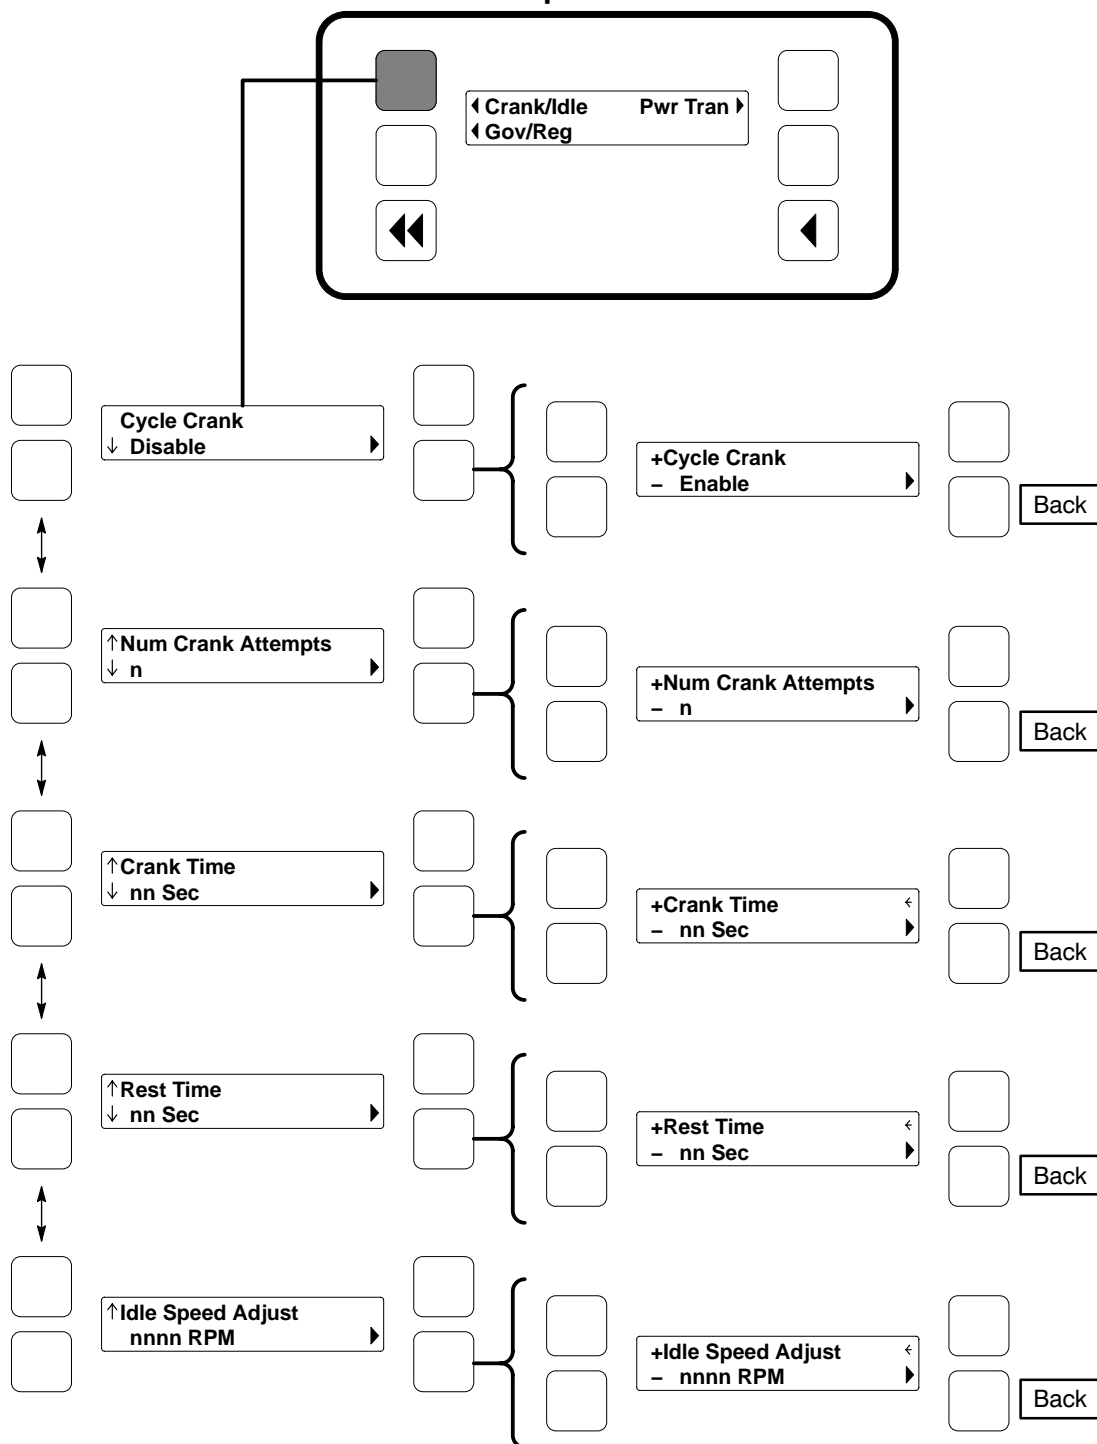 ◀ Crank/Idle Pwr Tran ▶
◀ Gov/Reg
Cycle Crank
↓ Disable ▶
+Cycle Crank
– Enable ▶
Back
↑Num Crank Attempts
↓ n ▶
+Num Crank Attempts
– n ▶
Back
↑Crank Time
↓ nn Sec ▶
+Crank Time ←
– nn Sec ▶
Back
↑Rest Time
↓ nn Sec ▶
+Rest Time ←
– nn Sec ▶
Back
↑Idle Speed Adjust
nnnn RPM ▶
+Idle Speed Adjust ←
– nnnn RPM ▶
Back